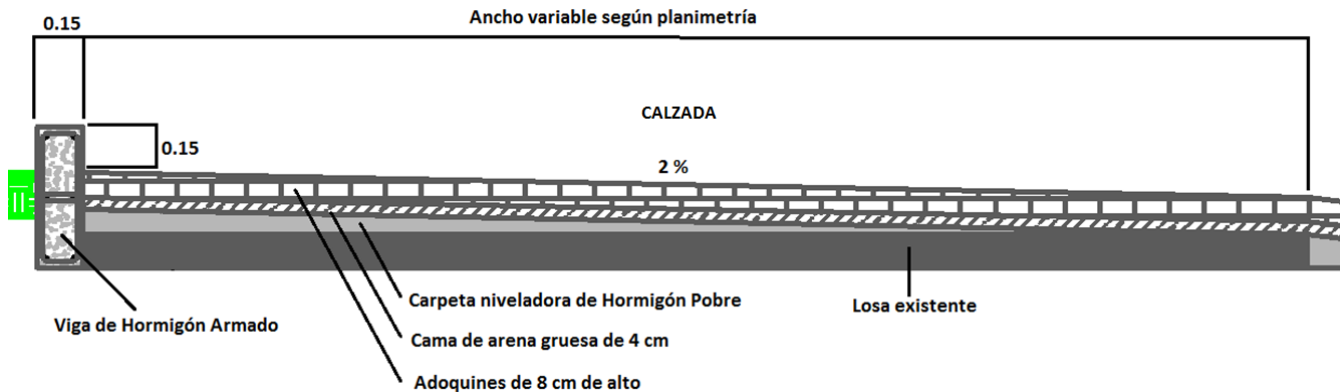 Ancho variable según planimetría
0.15
CALZADA
0.15
2 %
Carpeta niveladora de Hormigón Pobre
Losa existente
Viga de Hormigón Armado
Cama de arena gruesa de 4 cm
Adoquines de 8 cm de alto